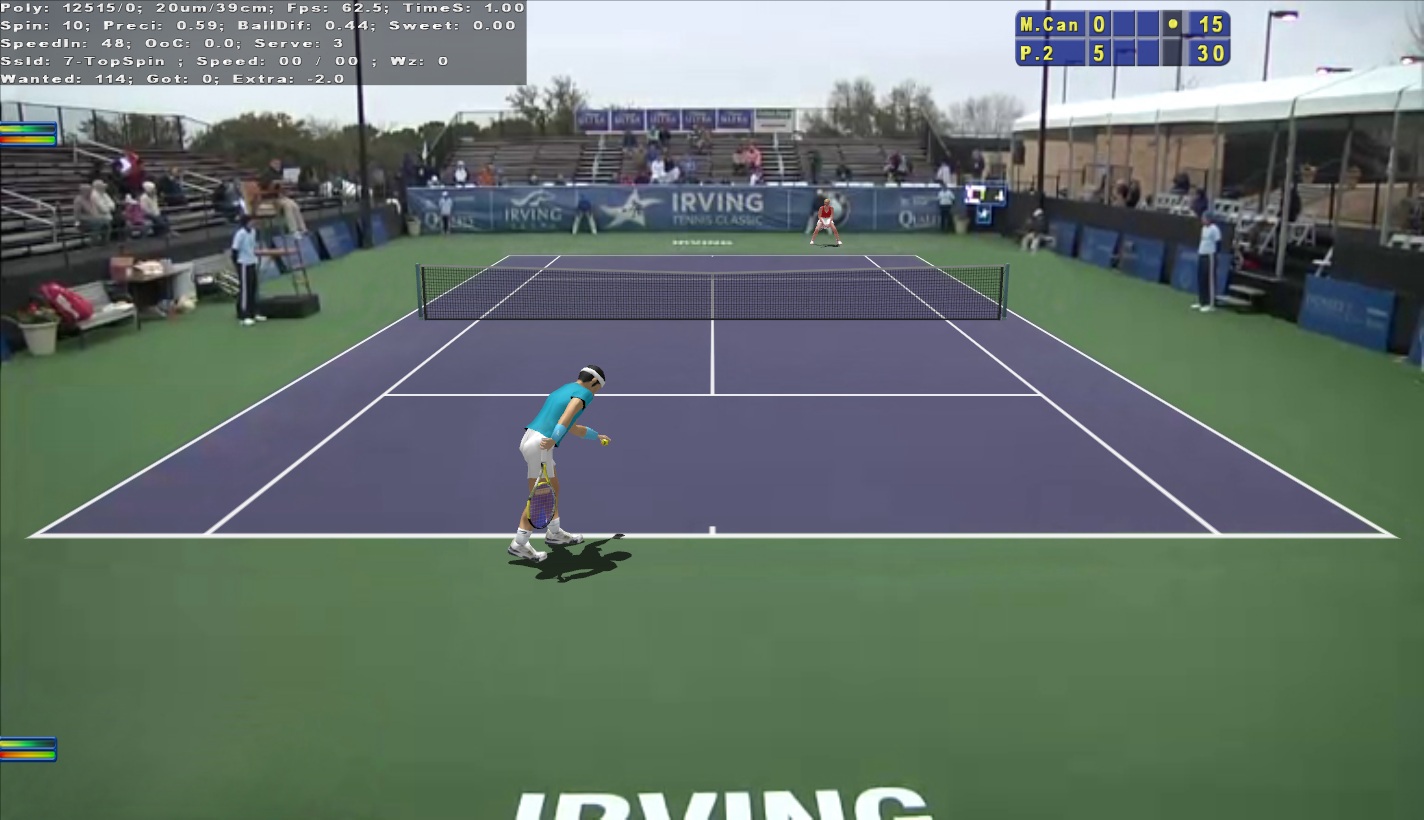 Poly: 12515/0; 20um/39cm; Fps: 62.5; TimeS: 1.00
Spin: 10; Preci: 0.59; BallDif: 0.44; Sweet: 0.00
SpeedIn: 48; OoC: 0.0; Serve: 3
SsId: 7-TopSpin ; Speed: 00 / 00 ; Wz: 0
Wanted: 114; Got: 0; Extra: -2.0
M.Can 0 15
P.2 5 30
IRVING
IRVING
TENNIS CLASSIC
IRVING
IRVING